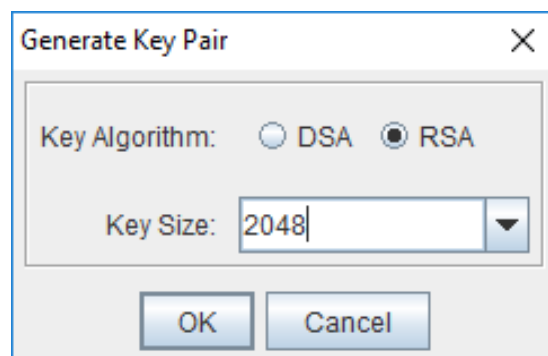 Generate Key Pair
Key Algorithm: DSA RSA
Key Size: 2048
OK Cancel